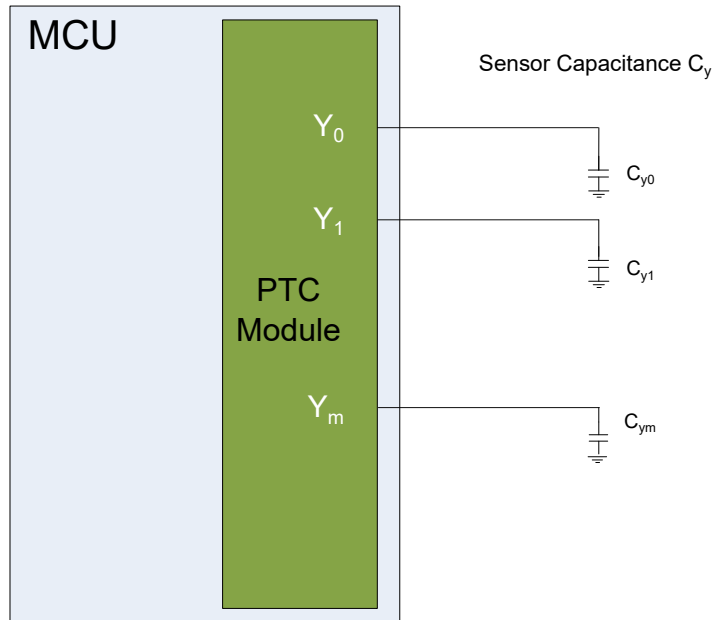 MCU
Sensor Capacitance Cy
Y0
Cy0
Y1
Cy1
PTC
Module
Ym
Cym